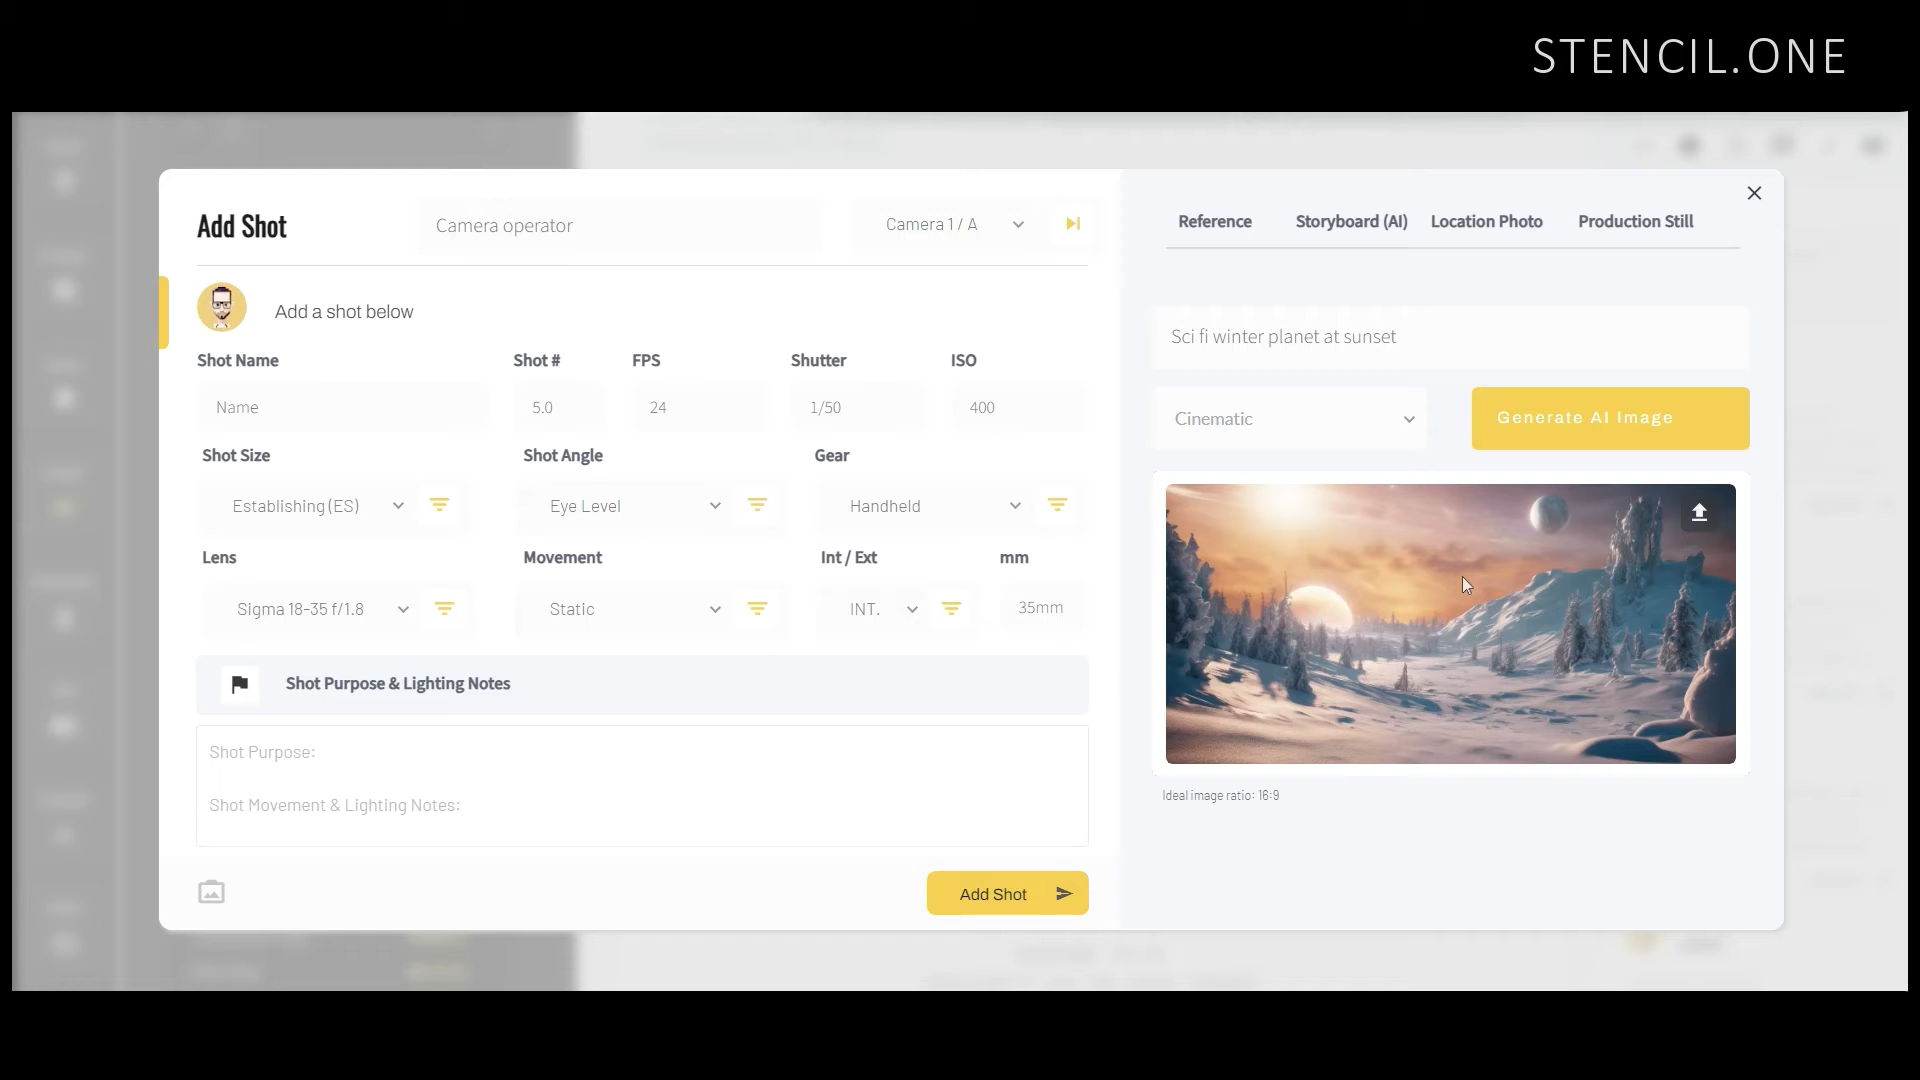 STENCIL.ONE
Add Shot
Camera operator
Camera 1 / A
Reference
Storyboard (AI)
Location Photo
Production Still
Add a shot below
Sci fi winter planet at sunset
Shot Name
Shot #
FPS
Shutter
ISO
Name
5.0
24
1/50
400
Cinematic
Generate AI Image
Shot Size
Shot Angle
Gear
Establishing (ES)
Eye Level
Handheld
Lens
Movement
Int / Ext
mm
Sigma 18-35 f/1.8
Static
INT.
35mm
Shot Purpose & Lighting Notes
Shot Purpose:
Shot Movement & Lighting Notes:
Ideal image ratio: 16:9
Add Shot